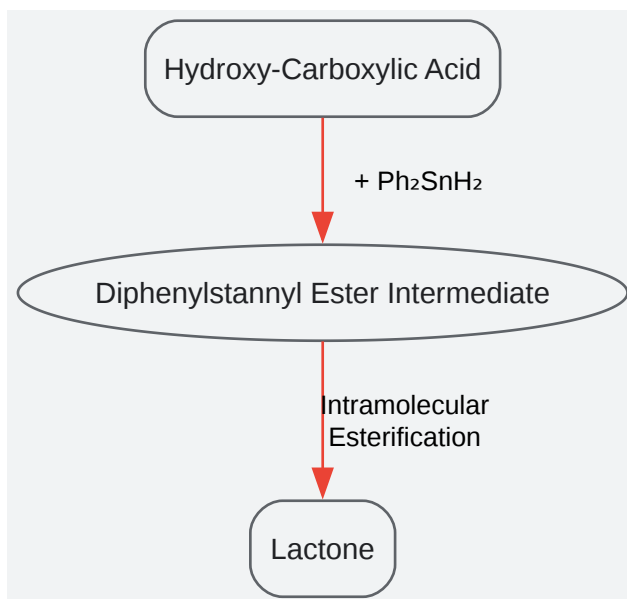 Hydroxy-Carboxylic Acid
+ Ph₂SnH₂
Diphenylstannyl Ester Intermediate
Intramolecular
Esterification
Lactone